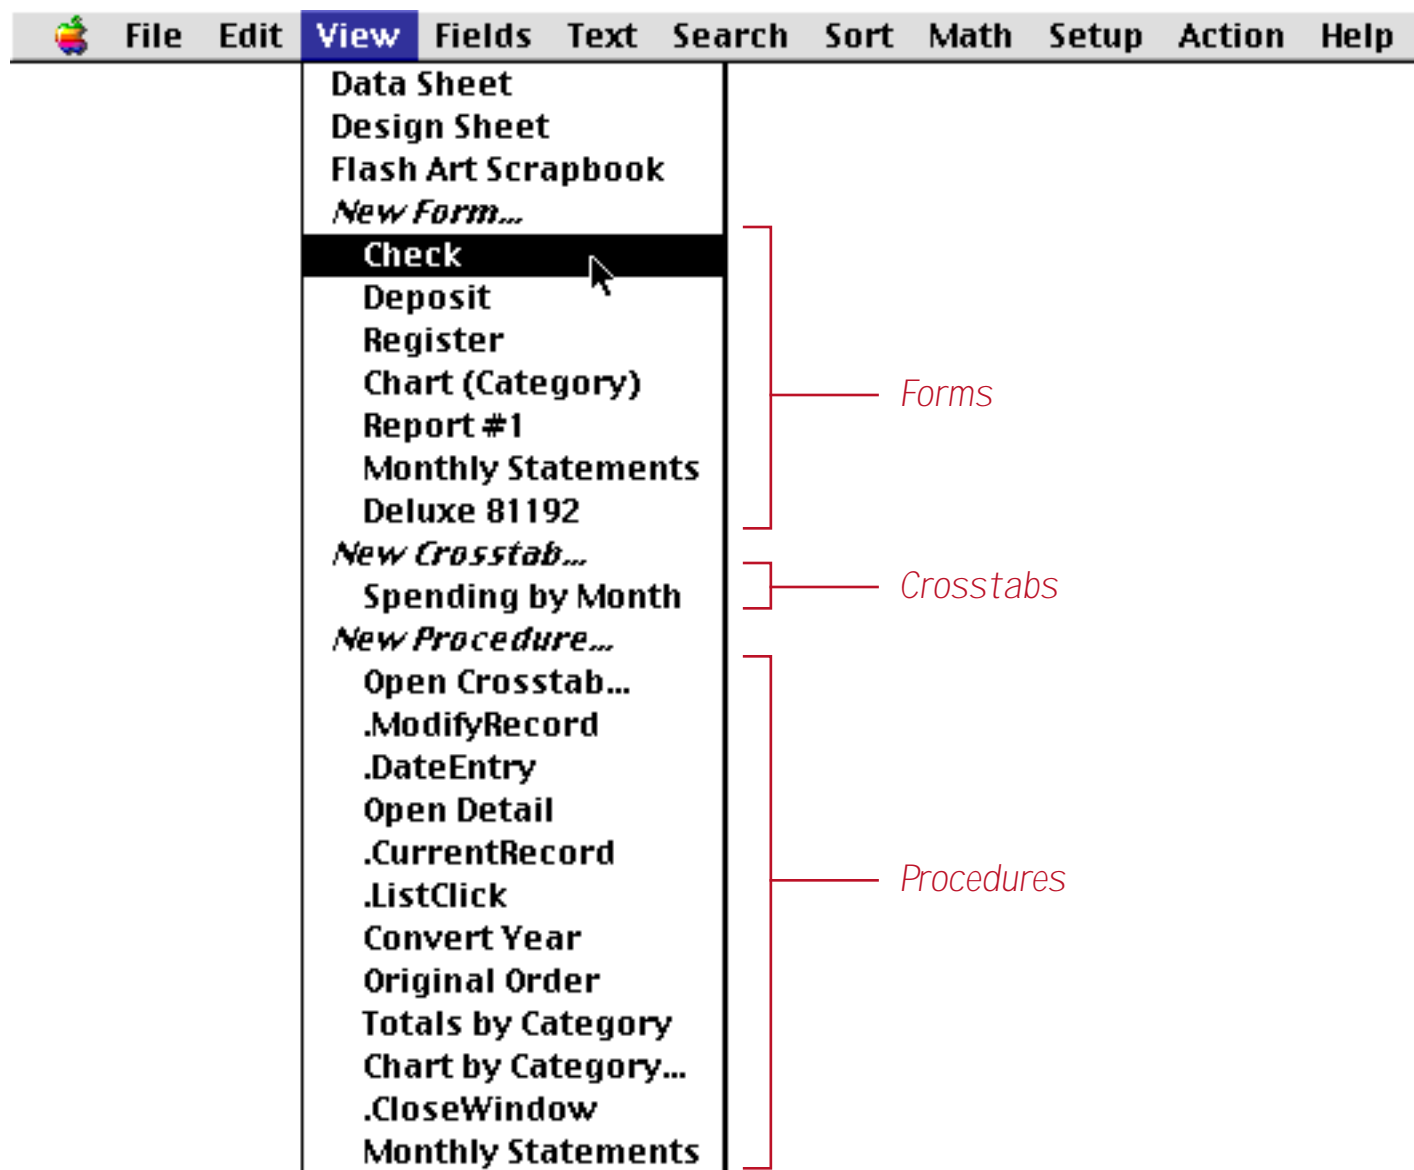 File Edit View Fields Text Search Sort Math Setup Action Help
Data Sheet
Design Sheet
Flash Art Scrapbook
New Form...
Check
Deposit
Register
Chart (Category)
Report #1
Monthly Statements
Deluxe 81192
New Crosstab...
Spending by Month
New Procedure...
Open Crosstab...
.ModifyRecord
.DateEntry
Open Detail
.CurrentRecord
.ListClick
Convert Year
Original Order
Totals by Category
Chart by Category...
.CloseWindow
Monthly Statements
Forms
Crosstabs
Procedures